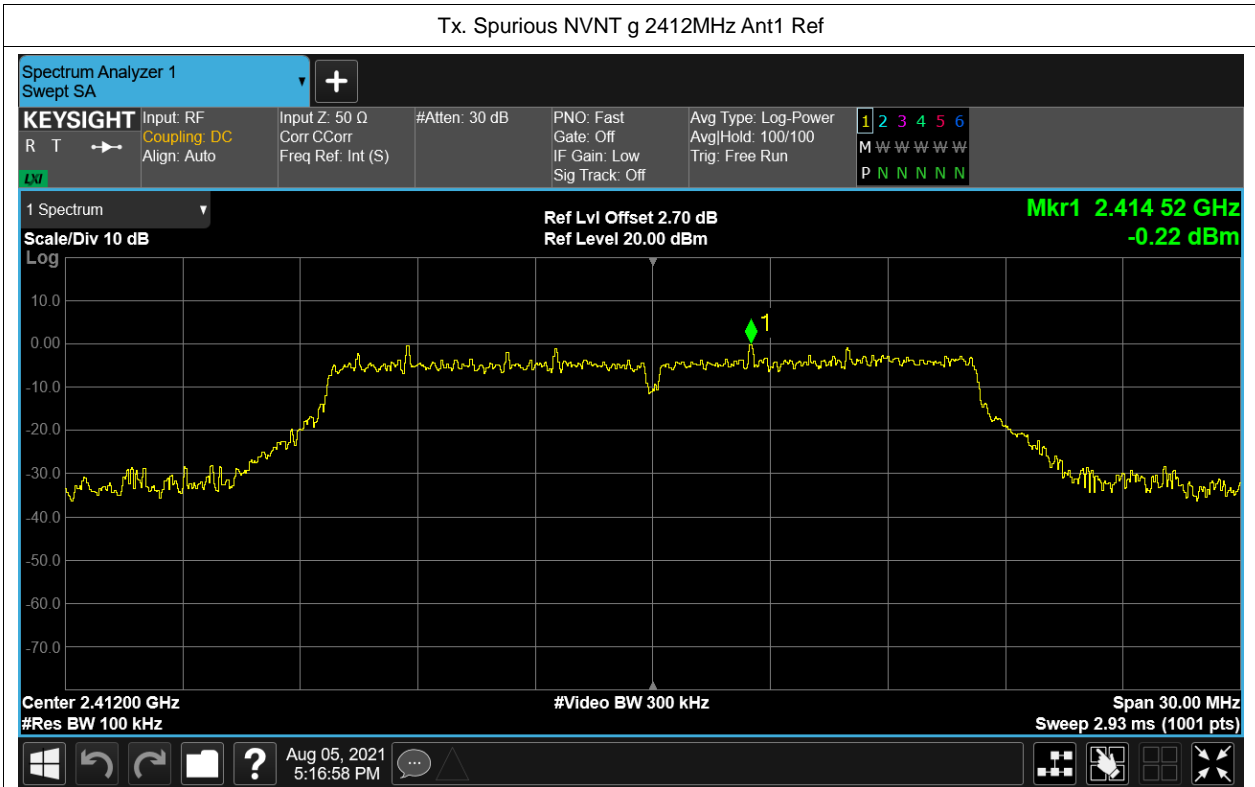 Tx. Spurious NVNT g 2412MHz Ant1 Ref
Spectrum Analyzer 1
Swept SA
KEYSIGHT
R T
LXI
Input: RF
Coupling: DC
Align: Auto
Input Z: 50 Ω
Corr CCorr
Freq Ref: Int (S)
#Atten: 30 dB
PNO: Fast
Gate: Off
IF Gain: Low
Sig Track: Off
Avg Type: Log-Power
Avg|Hold: 100/100
Trig: Free Run
1 2 3 4 5 6
M W W W W W W
P N N N N N
1 Spectrum
Scale/Div 10 dB
Ref Lvl Offset 2.70 dB
Ref Level 20.00 dBm
Mkr1 2.414 52 GHz
-0.22 dBm
Log
10.0
0.00
-10.0
-20.0
-30.0
-40.0
-50.0
-60.0
-70.0
1
Center 2.41200 GHz
#Res BW 100 kHz
#Video BW 300 kHz
Span 30.00 MHz
Sweep 2.93 ms (1001 pts)
?
Aug 05, 2021
5:16:58 PM